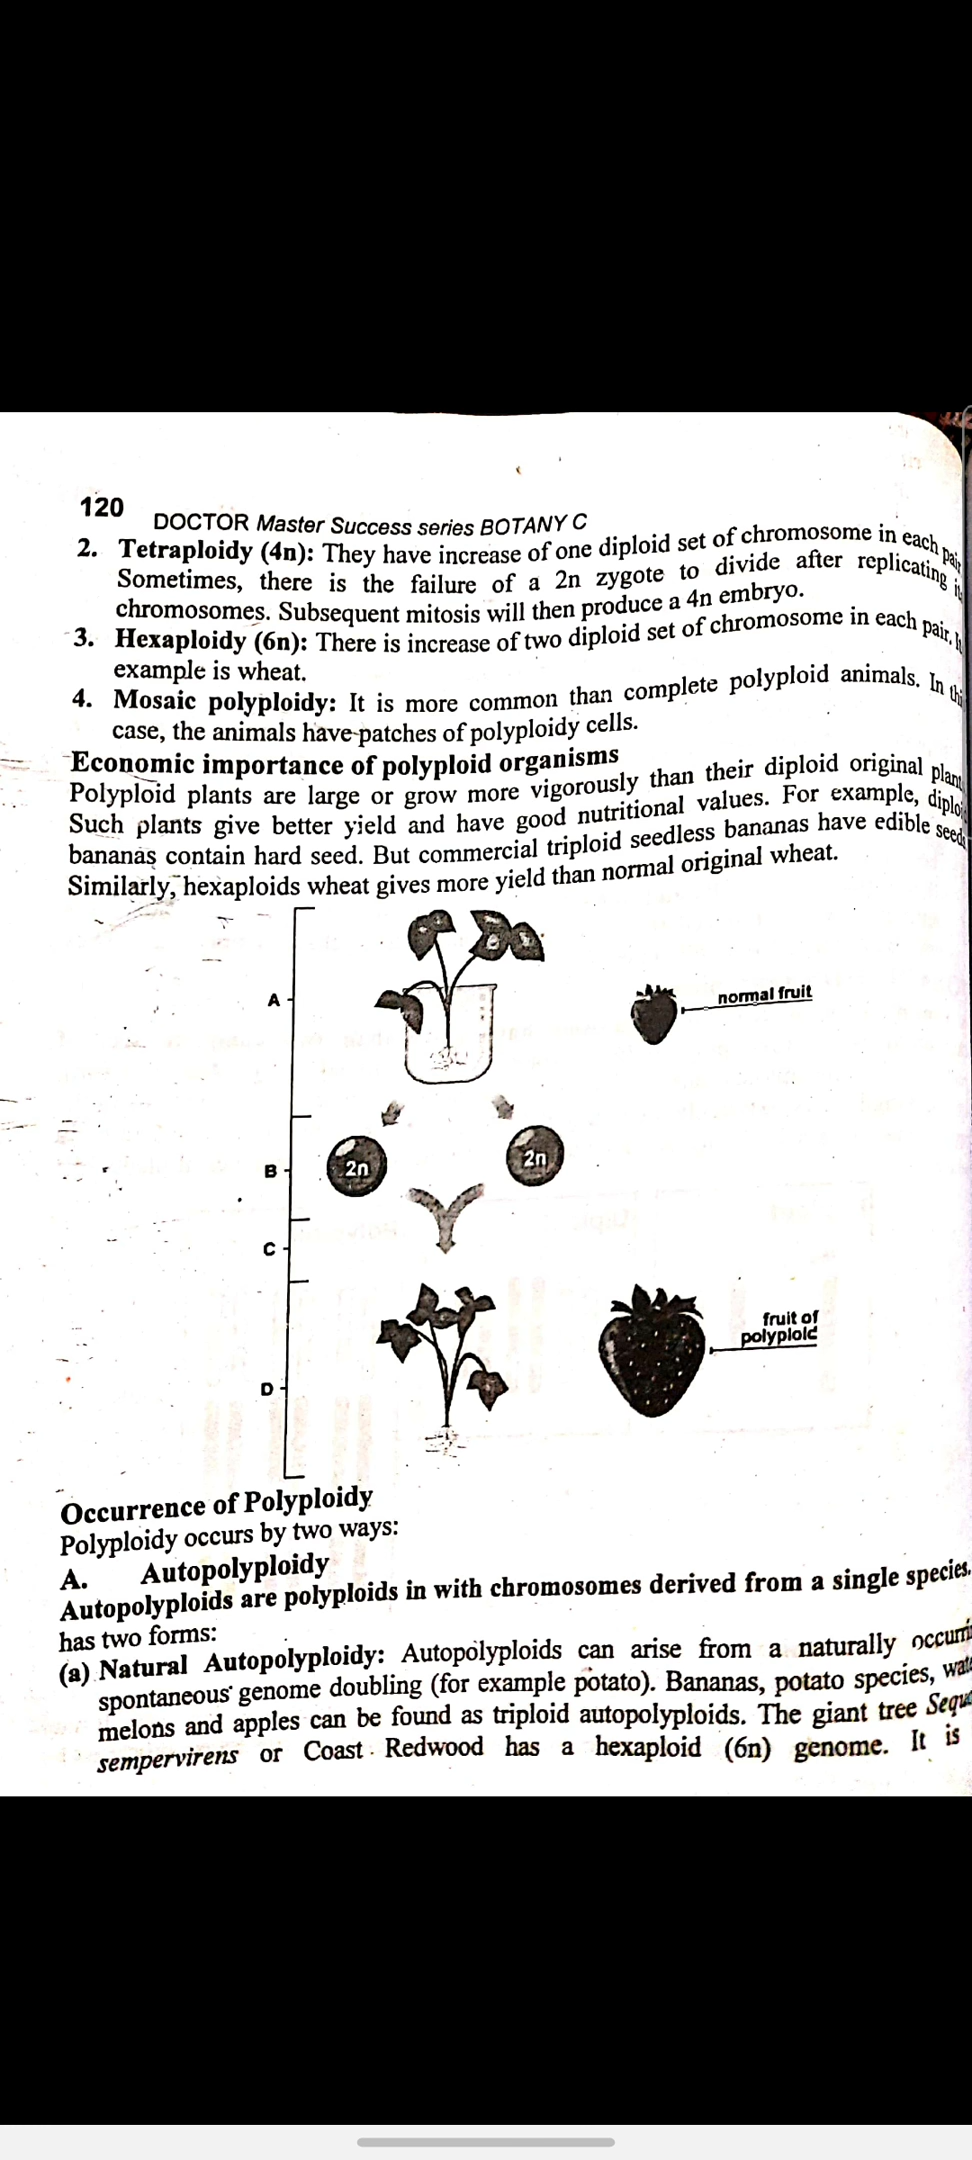 120
DOCTOR Master Success series BOTANY C
2. Tetraploidy (4n): They have increase of one diploid set of chromosome in each pair
Sometimes, there is the failure of a 2n zygote to divide after replicating
chromosomes. Subsequent mitosis will then produce a 4n embryo.
3. Hexaploidy (6n): There is increase of two diploid set of chromosome in each pair.
example is wheat.
4. Mosaic polyploidy: It is more common than complete polyploid animals. In thi
case, the animals have patches of polyploidy cells.
Economic importance of polyploid organisms
Polyploid plants are large or grow more vigorously than their diploid original plant
Such plants give better yield and have good nutritional values. For example, diplo
bananas contain hard seed. But commercial triploid seedless bananas have edible seed
Similarly, hexaploids wheat gives more yield than normal original wheat.
A
normal fruit
B
2n
2n
C
fruit of
polyploid
D
Occurrence of Polyploidy
Polyploidy occurs by two ways:
A. Autopolyploidy
Autopolyploids are polyploids in with chromosomes derived from a single species.
has two forms:
(a) Natural Autopolyploidy: Autopolyploids can arise from a naturally occurri
spontaneous genome doubling (for example potato). Bananas, potato species, wate
melons and apples can be found as triploid autopolyploids. The giant tree Sequo
sempervirens or Coast Redwood has a hexaploid (6n) genome. It is